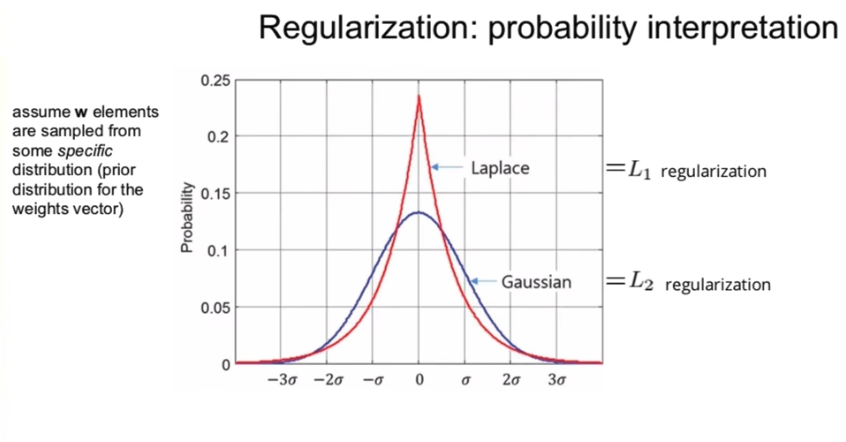 Regularization: probability interpretation
assume w elements
are sampled from
some specific
distribution (prior
distribution for the
weights vector)
Probability
0.25
0.2
0.15
0.1
0.05
0
−3σ −2σ −σ 0 σ 2σ 3σ
Laplace
=L₁ regularization
Gaussian
=L₂ regularization